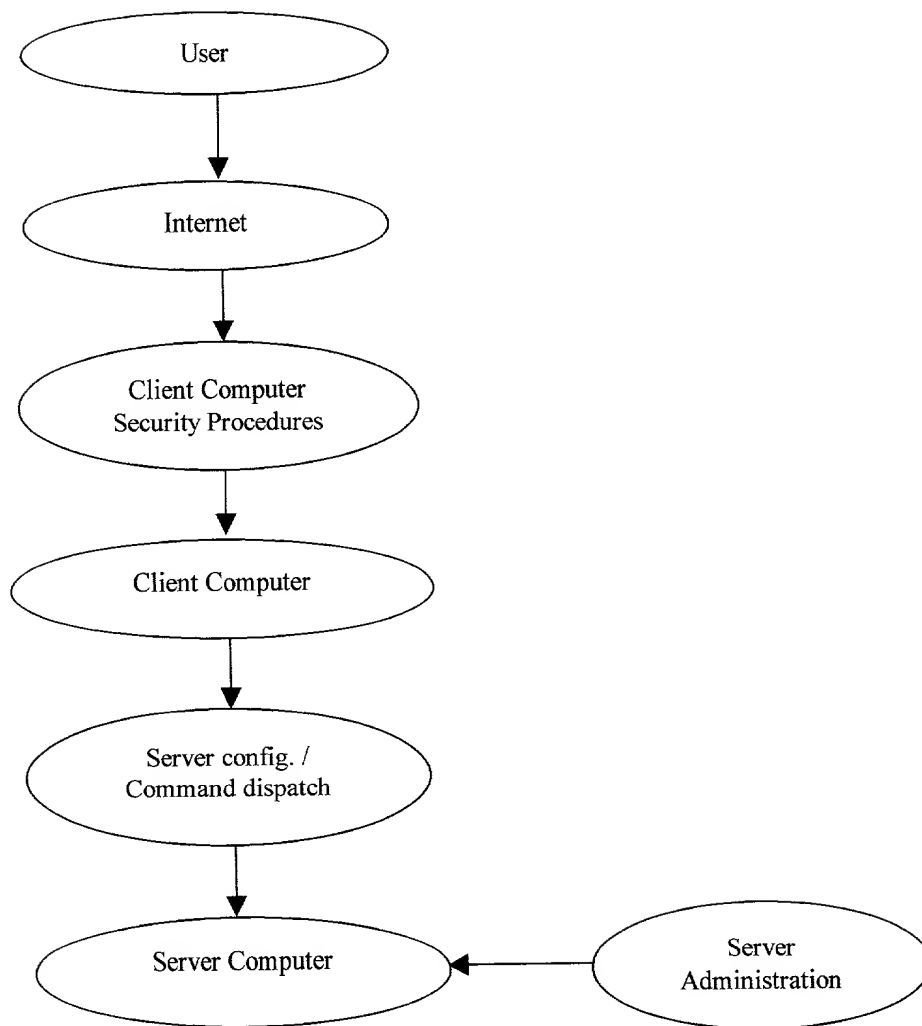 User
Internet
Client Computer
Security Procedures
Client Computer
Server config. /
Command dispatch
Server Computer
Server
Administration